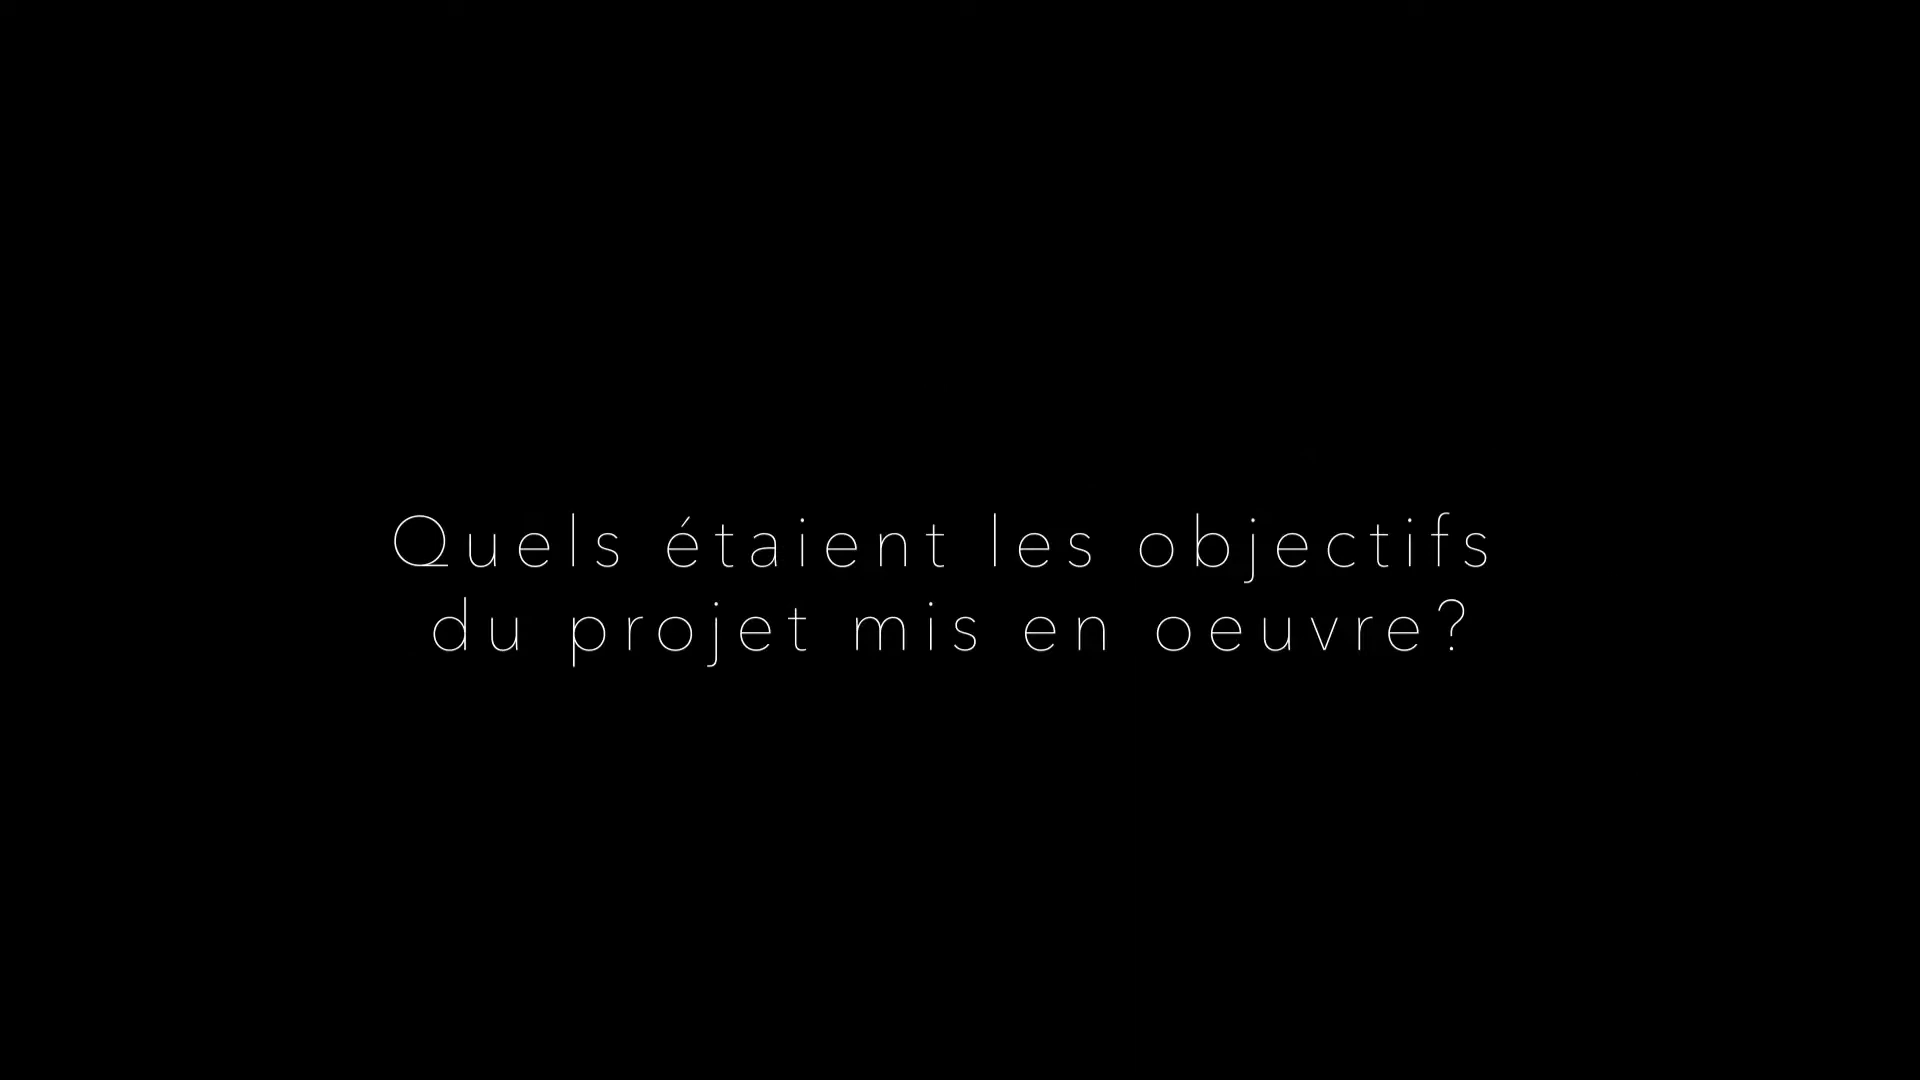 Quels étaient les objectifs
du projet mis en oeuvre?